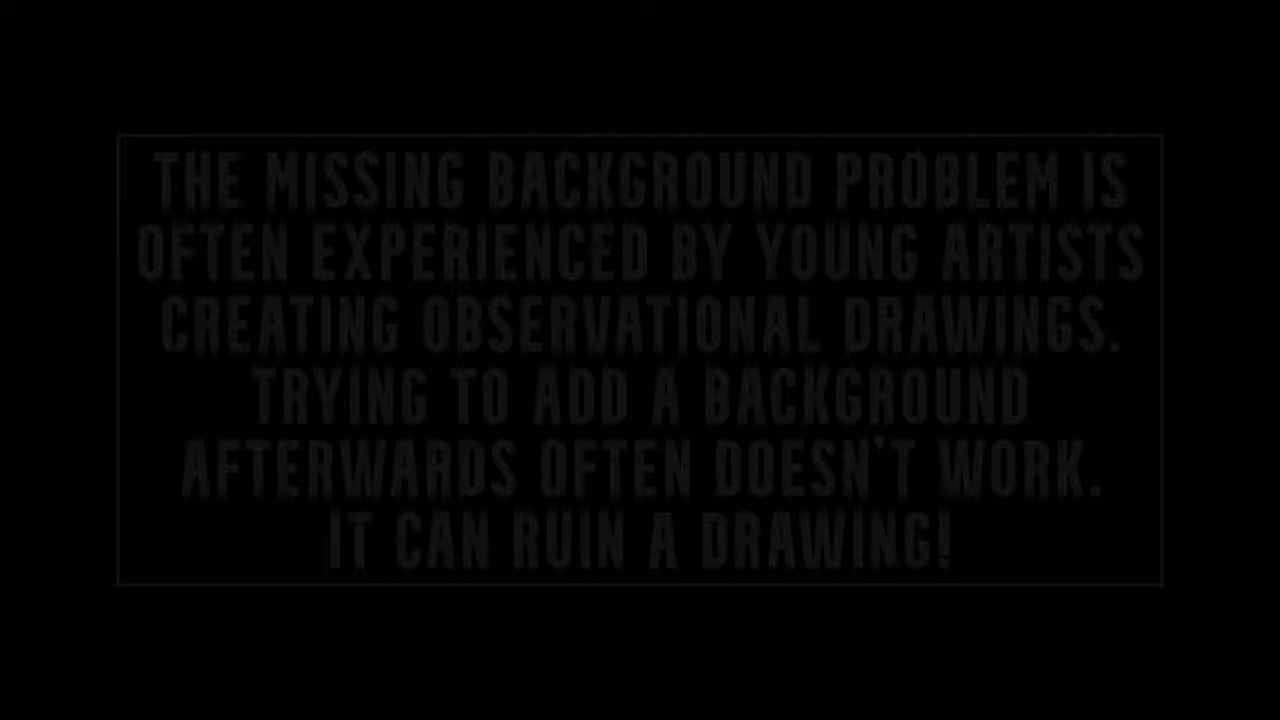 THE MISSING BACKGROUND PROBLEM IS
OFTEN EXPERIENCED BY YOUNG ARTISTS
CREATING OBSERVATIONAL DRAWINGS.
TRYING TO ADD A BACKGROUND
AFTERWARDS OFTEN DOESN'T WORK.
IT CAN RUIN A DRAWING!